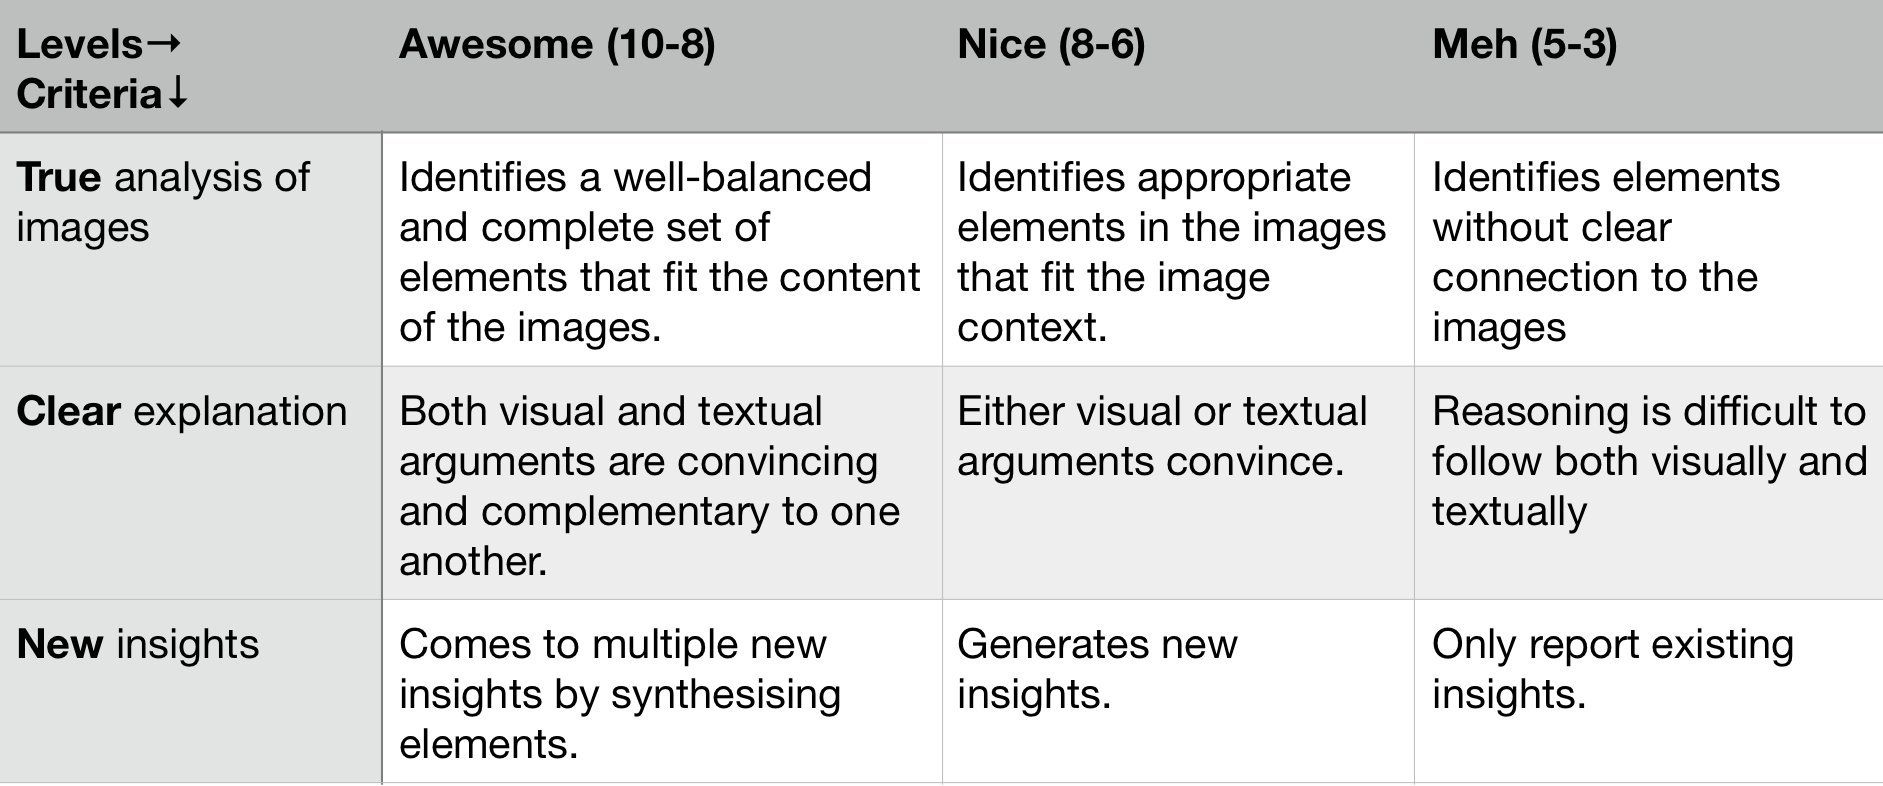 Levels→ Awesome (10-8) Nice (8-6) Meh (5-3)
Criteria↓
True analysis of
images
Identifies a well-balanced
and complete set of
elements that fit the content
of the images.
Identifies appropriate
elements in the images
that fit the image
context.
Identifies elements
without clear
connection to the
images
Clear explanation
Both visual and textual
arguments are convincing
and complementary to one
another.
Either visual or textual
arguments convince.
Reasoning is difficult to
follow both visually and
textually
New insights
Comes to multiple new
insights by synthesising
elements.
Generates new
insights.
Only report existing
insights.